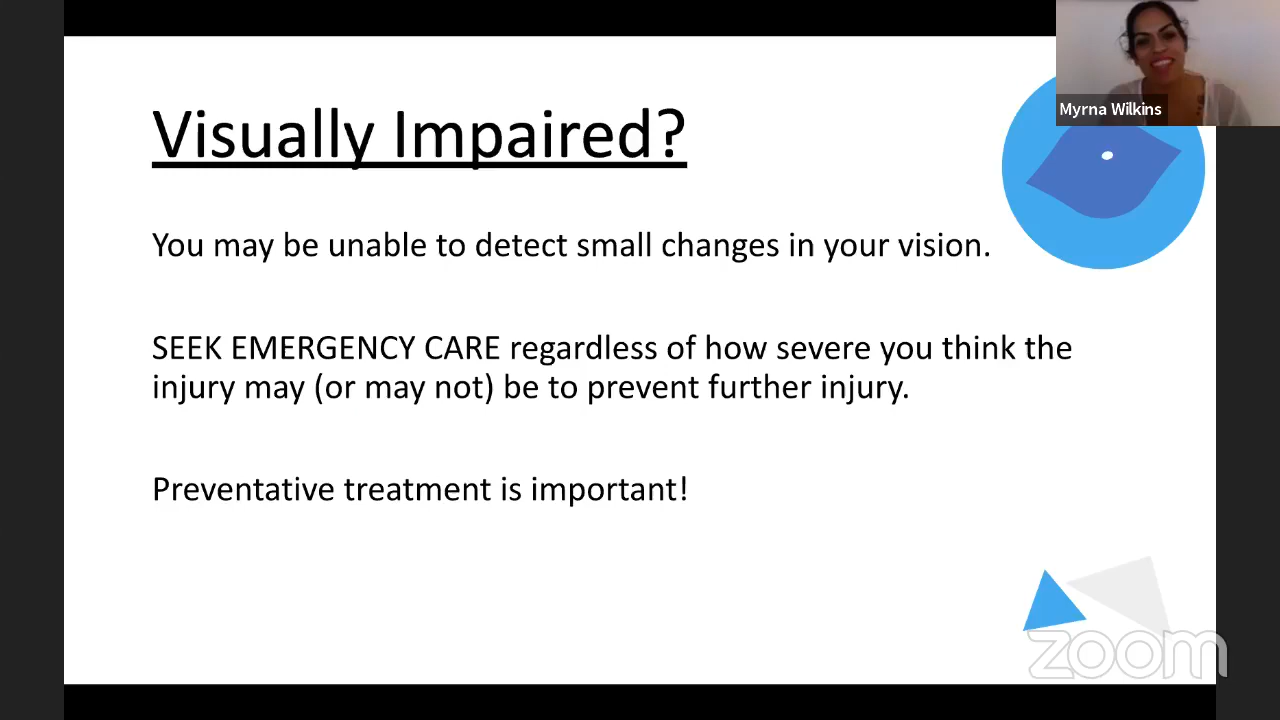 Myrna Wilkins
Visually Impaired?
You may be unable to detect small changes in your vision.
SEEK EMERGENCY CARE regardless of how severe you think the
injury may (or may not) be to prevent further injury.
Preventative treatment is important!
zoom